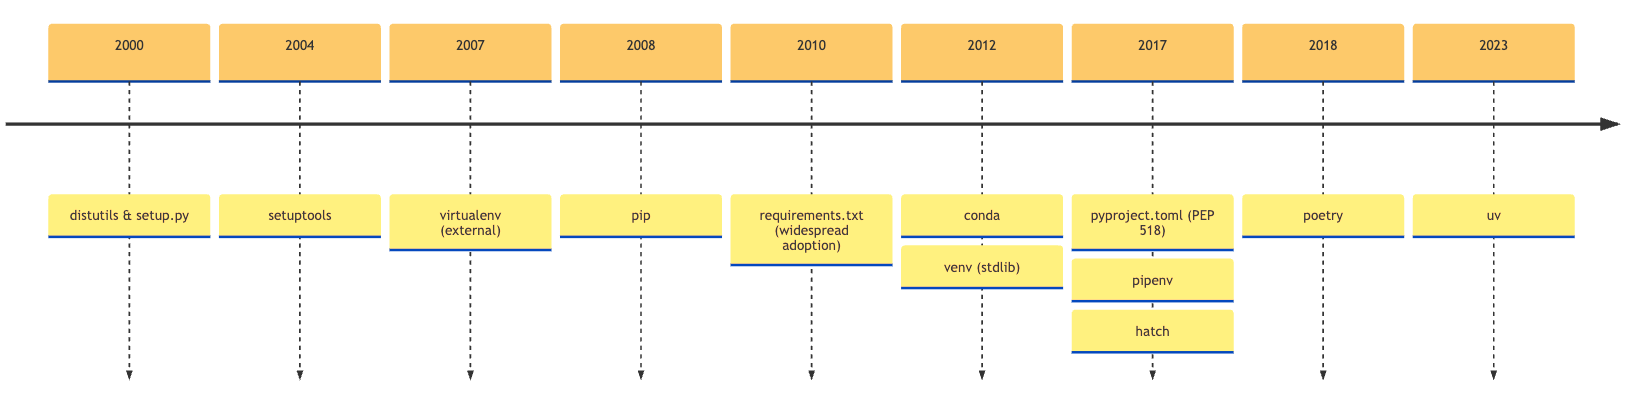 2000
2004
2007
2008
2010
2012
2017
2018
2023
distutils & setup.py
setuptools
virtualenv
(external)
pip
requirements.txt
(widespread
adoption)
conda
venv (stdlib)
pyproject.toml (PEP
518)
pipenv
hatch
poetry
uv